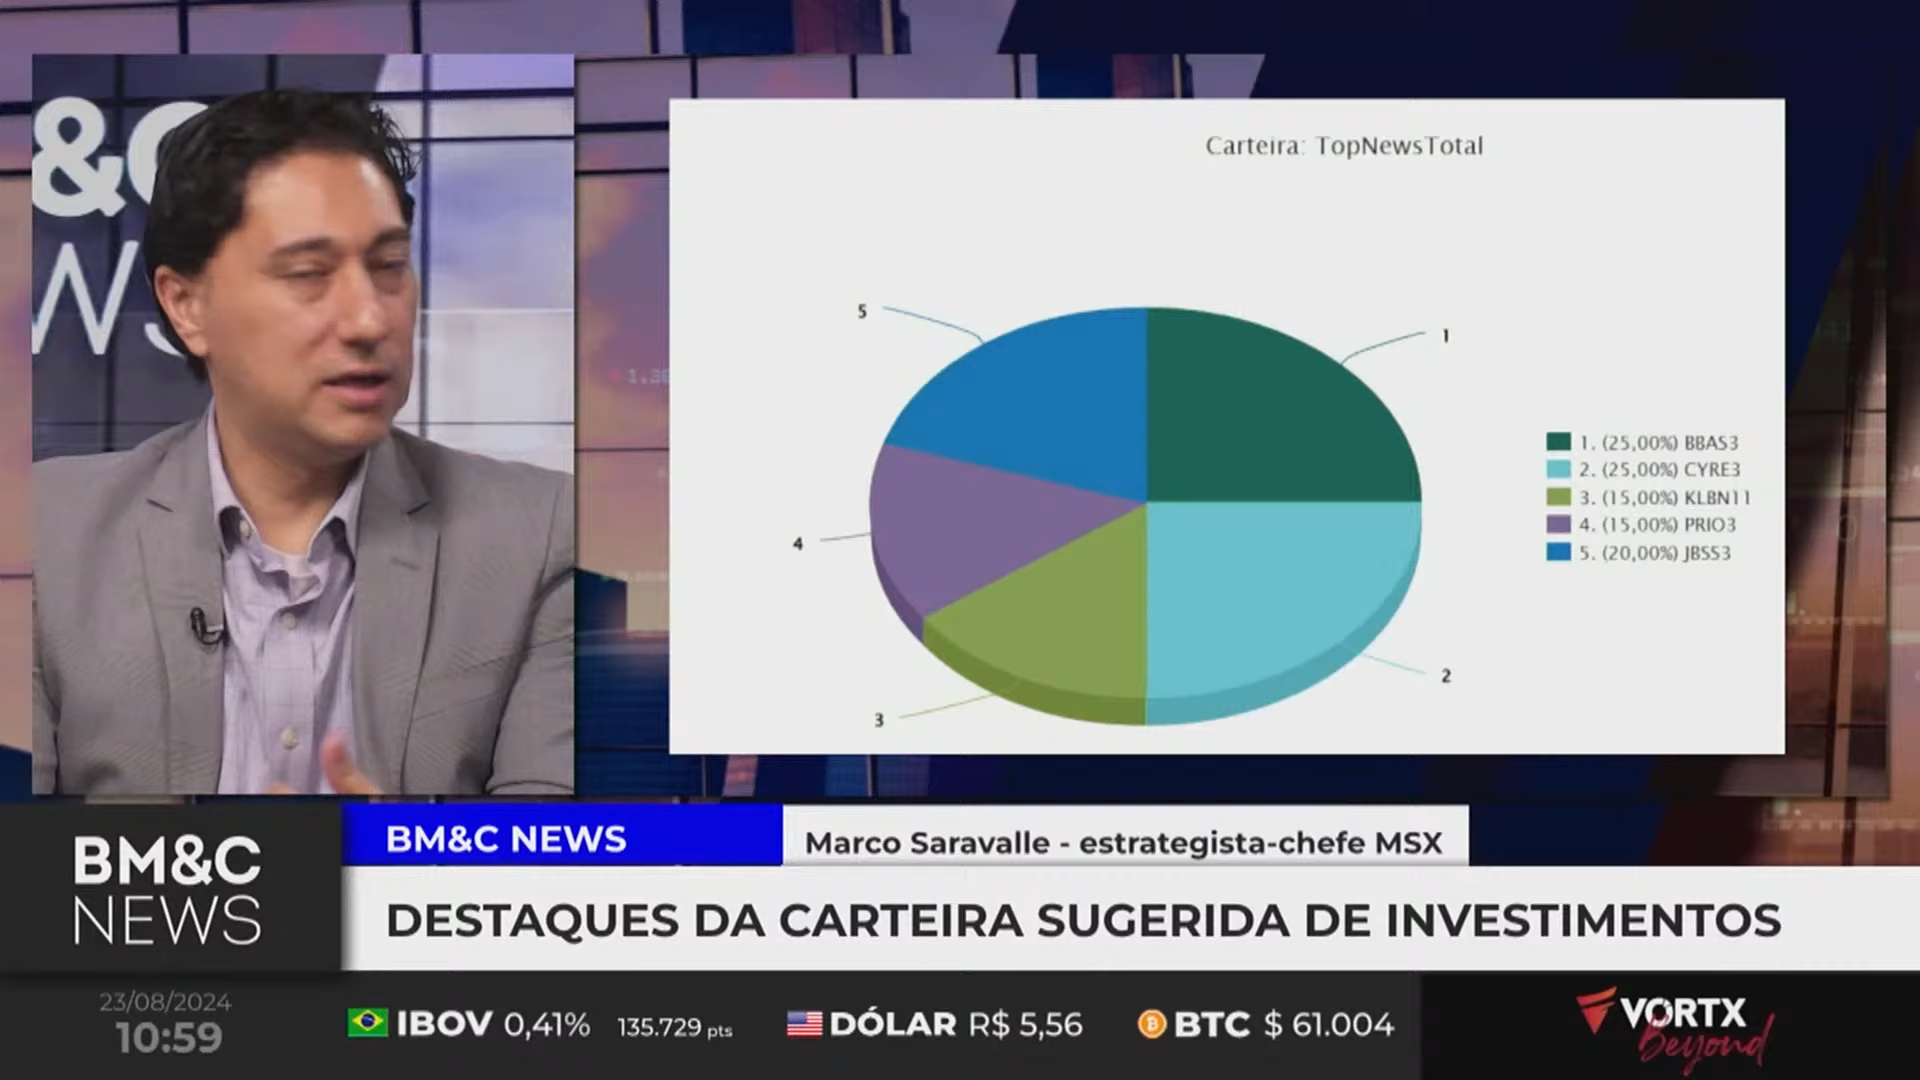 &C
Carteira: TopNewsTotal
5
1
4
2
3
1. (25,00%) BBAS3
2. (25,00%) CYRE3
3. (15,00%) KLBN11
4. (15,00%) PRIO3
5. (20,00%) JBSS3
BM&C NEWS
Marco Saravalle - estrategista-chefe MSX
BM&C
NEWS
DESTAQUES DA CARTEIRA SUGERIDA DE INVESTIMENTOS
23/08/2024
10:59
IBOV 0,41% 135.729 pts DÓLAR R$ 5,56 BTC $ 61.004
VORTX
Beyond